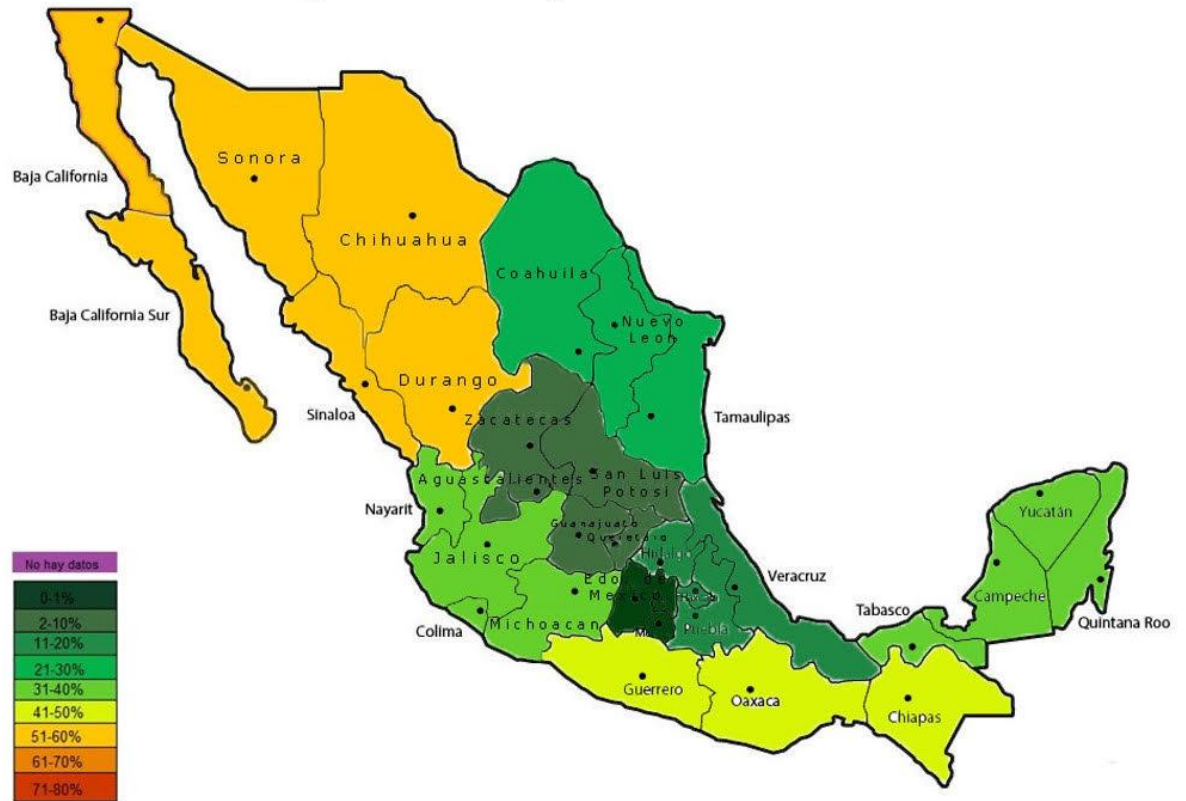 Sonora
Baja California
Chihuahua
Coahuila
Baja California Sur
Nuevo
Leon
Durango
Sinaloa
Zacatecas
Tamaulipas
Aguascalientes
San Luis
Potosi
Nayarit
Yucatán
Guanajuato
Queretaro
Jalisco
Hidalgo
Edo. de
Mexico
Veracruz
Campeche
Tabasco
Colima
Michoacan
Puebla
Quintana Roo
Guerrero
Oaxaca
Chiapas
No hay datos
0-1%
2-10%
11-20%
21-30%
31-40%
41-50%
51-60%
61-70%
71-80%